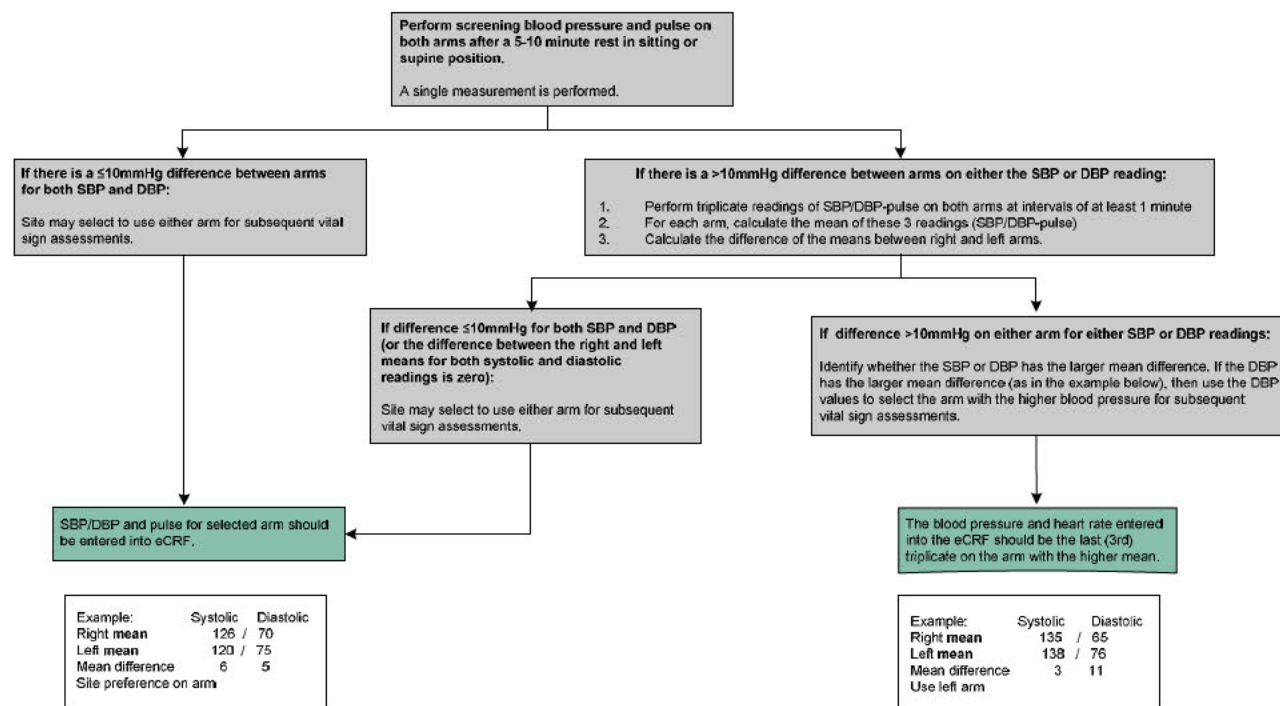 Perform screening blood pressure and pulse on
both arms after a 5-10 minute rest in sitting or
supine position.
A single measurement is performed.
If there is a ≤10mmHg difference between arms
for both SBP and DBP:
Site may select to use either arm for subsequent vital
sign assessments.
If there is a >10mmHg difference between arms on either the SBP or DBP reading:
1. Perform triplicate readings of SBP/DBP-pulse on both arms at intervals of at least 1 minute
2. For each arm, calculate the mean of these 3 readings (SBP/DBP-pulse)
3. Calculate the difference of the means between right and left arms.
If difference ≤10mmHg for both SBP and DBP
(or the difference between the right and left
means for both systolic and diastolic
readings is zero):
Site may select to use either arm for subsequent
vital sign assessments.
If difference >10mmHg on either arm for either SBP or DBP readings:
Identify whether the SBP or DBP has the larger mean difference. If the DBP
has the larger mean difference (as in the example below), then use the DBP
values to select the arm with the higher blood pressure for subsequent
vital sign assessments.
SBP/DBP and pulse for selected arm should
be entered into eCRF.
The blood pressure and heart rate entered
into the eCRF should be the last (3rd)
triplicate on the arm with the higher mean.
Example: Systolic Diastolic
Right mean 126 / 70
Left mean 120 / 75
Mean difference 6 5
Site preference on arm
Example: Systolic Diastolic
Right mean 135 / 65
Left mean 138 / 76
Mean difference 3 11
Use left arm